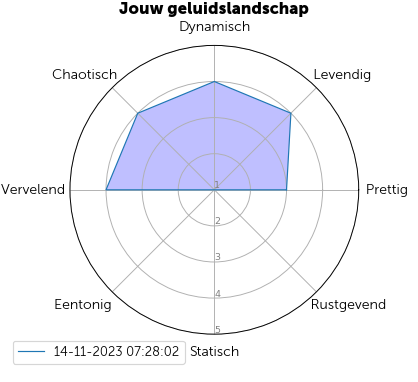 Jouw geluidslandschap
Dynamisch
Chaotisch
Levendig
Vervelend
1
Prettig
2
3
4
Eentonig
Rustgevend
5
14-11-2023 07:28:02
Statisch